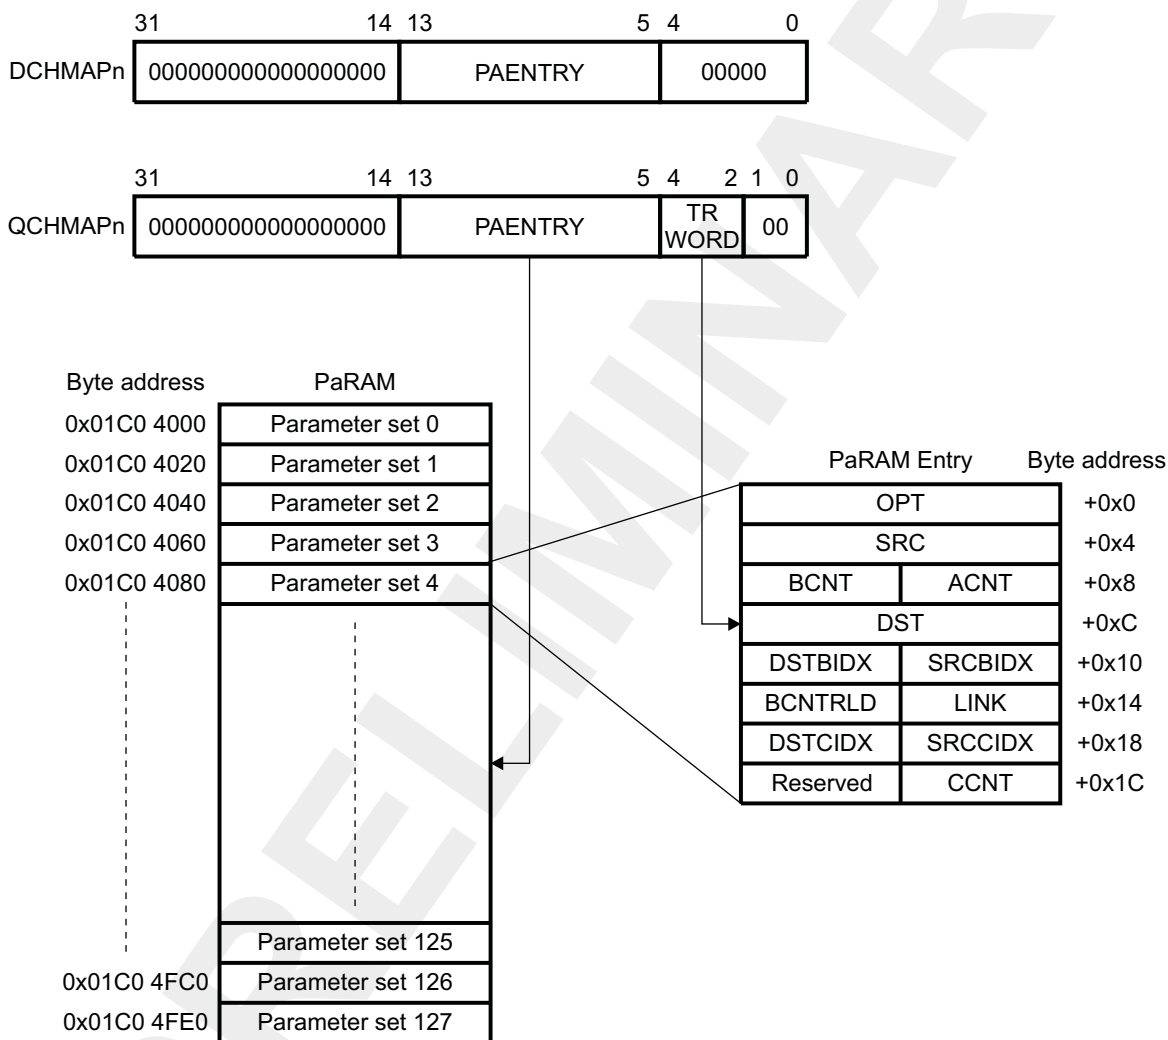 31 14 13 5 4 0
DCHMAPn 000000000000000000 PAENTRY 00000
31 14 13 5 4 2 1 0
QCHMAPn 000000000000000000 PAENTRY TR WORD 00
Byte address PaRAM
0x01C0 4000 Parameter set 0
0x01C0 4020 Parameter set 1
0x01C0 4040 Parameter set 2
0x01C0 4060 Parameter set 3
0x01C0 4080 Parameter set 4
Parameter set 125
0x01C0 4FC0 Parameter set 126
0x01C0 4FE0 Parameter set 127
PaRAM Entry Byte address
OPT +0x0
SRC +0x4
BCNT ACNT +0x8
DST +0xC
DSTBIDX SRCBIDX +0x10
BCNTRLD LINK +0x14
DSTCIDX SRCCIDX +0x18
Reserved CCNT +0x1C
PRELIMINAR